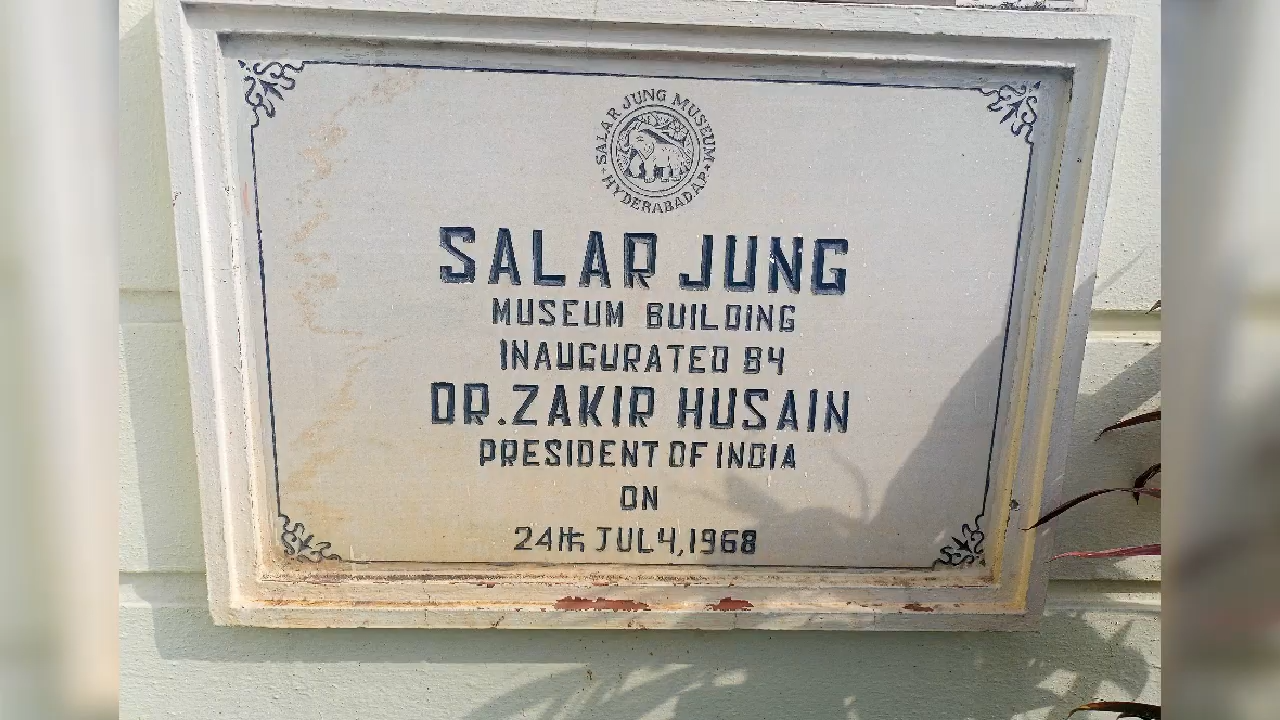 SALAR JUNG MUSEUM
HYDERABADAP
SALAR JUNG
MUSEUM BUILDING
INAUGURATED BY
DR.ZAKIR HUSAIN
PRESIDENT OF INDIA
ON
24th JULY,1968